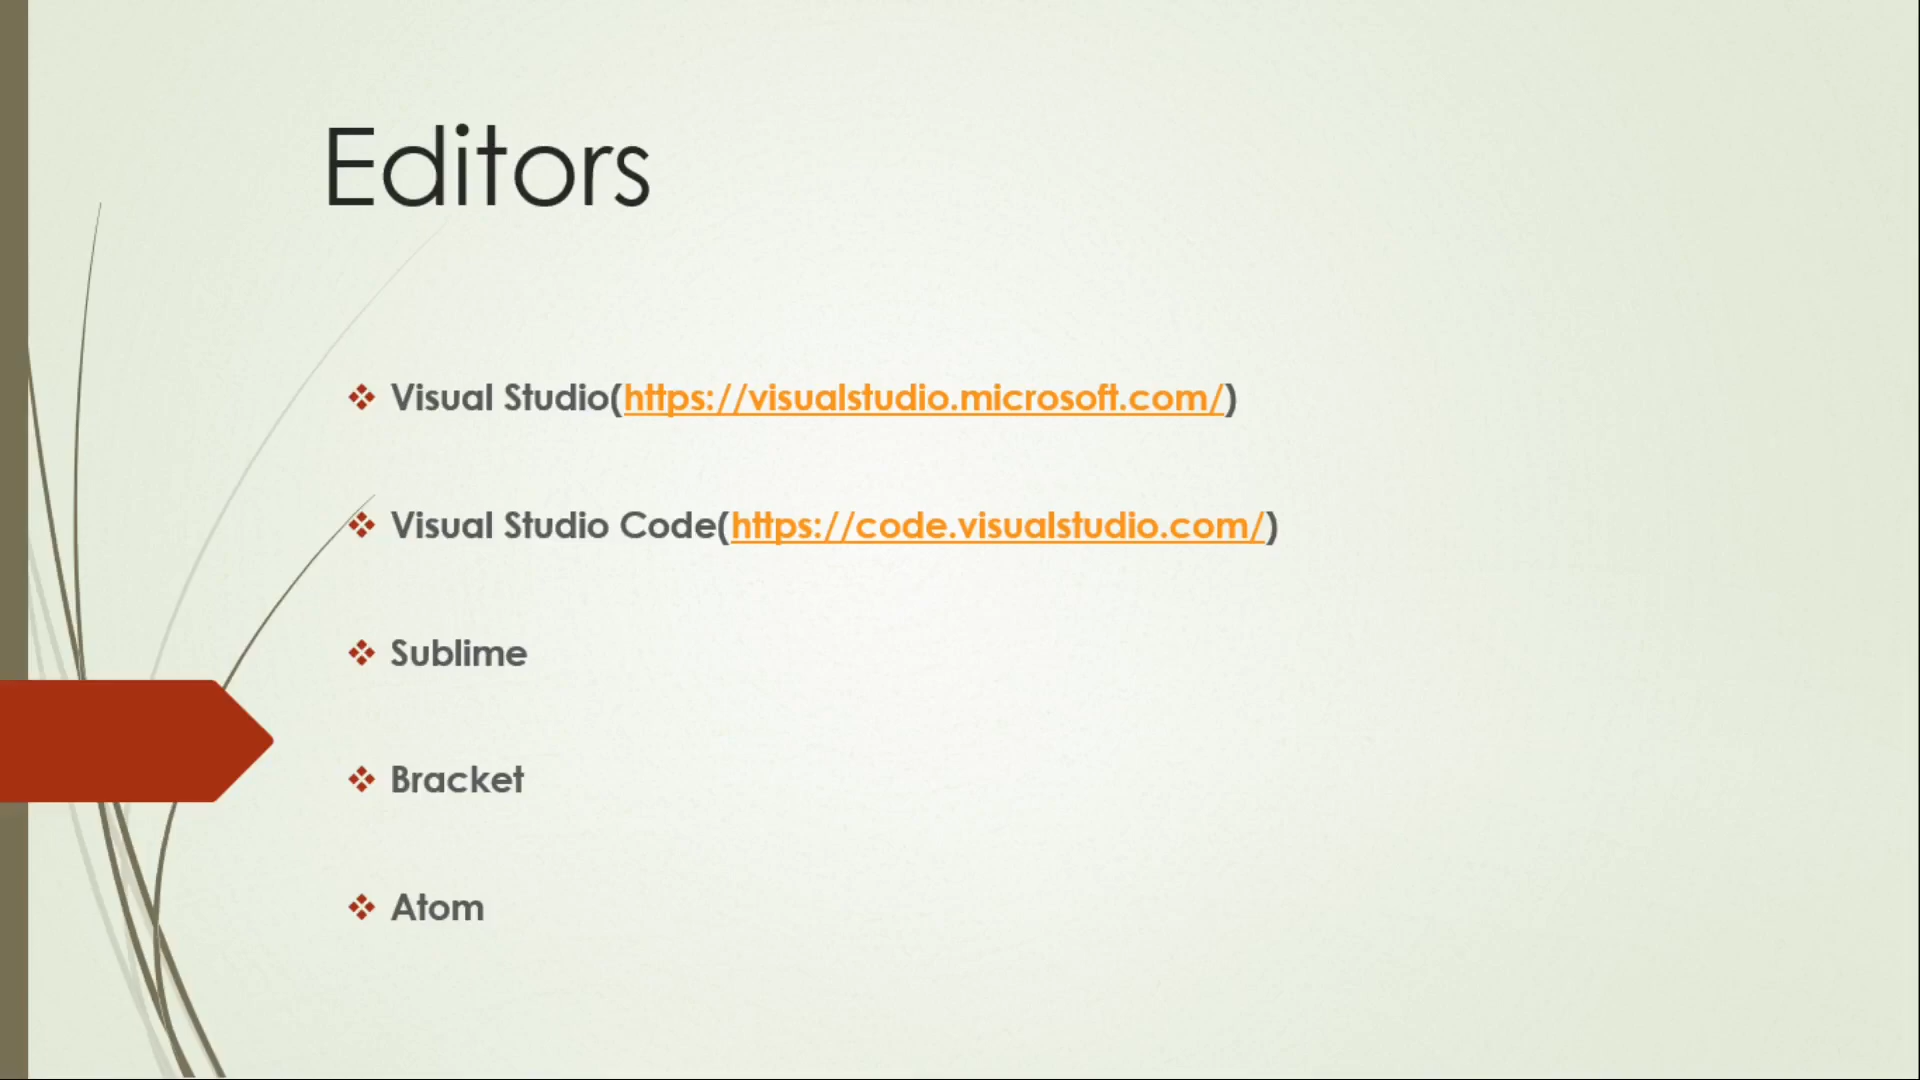 Editors
Visual Studio(https://visualstudio.microsoft.com/)
Visual Studio Code(https://code.visualstudio.com/)
Sublime
Bracket
Atom